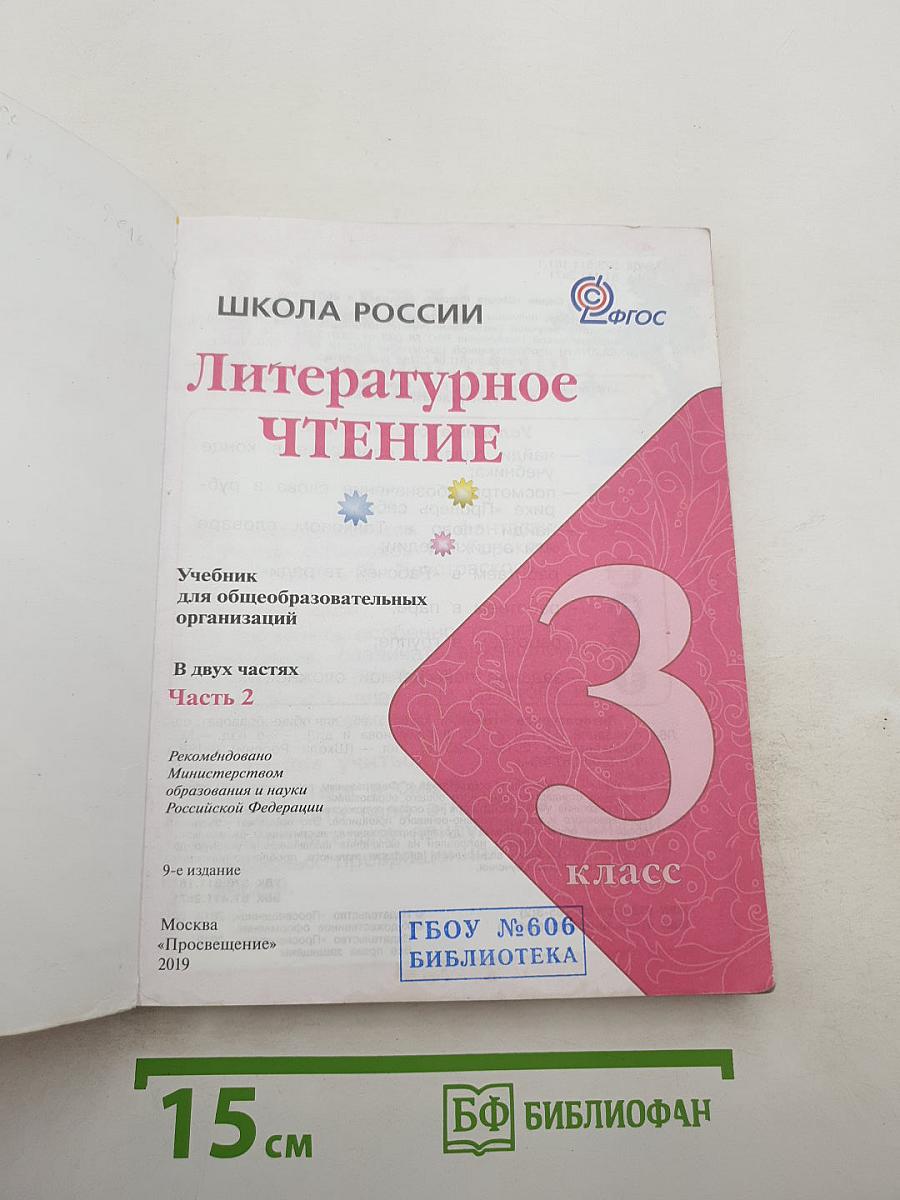 ШКОЛА РОССИИ
ФГОС
Литературное
ЧТЕНИЕ
Учебник
для общеобразовательных
организаций
В двух частях
Часть 2
3
класс
Рекомендовано
Министерством
образования и науки
Российской Федерации
9-е издание
Москва
«Просвещение»
2019
ГБОУ №606
БИБЛИОТЕКА
15 см
БФ БИБЛИОФАН